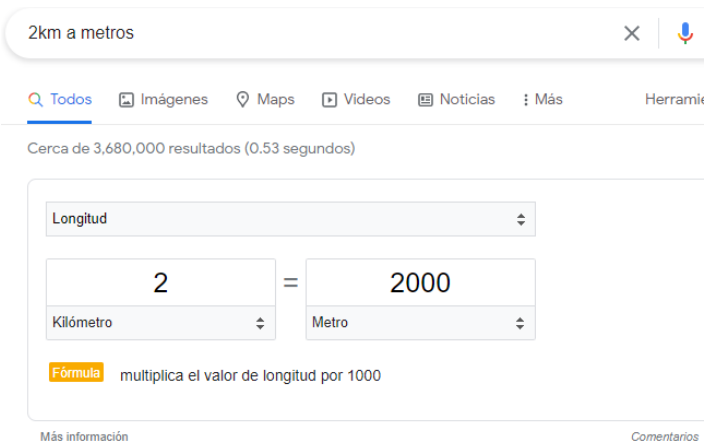 2km a metros
Todos Imágenes Maps Videos Noticias Más
Cerca de 3,680,000 resultados (0.53 segundos)
Longitud
2 = 2000
Kilómetro Metro
Fórmula multiplica el valor de longitud por 1000
Más información Comentarios